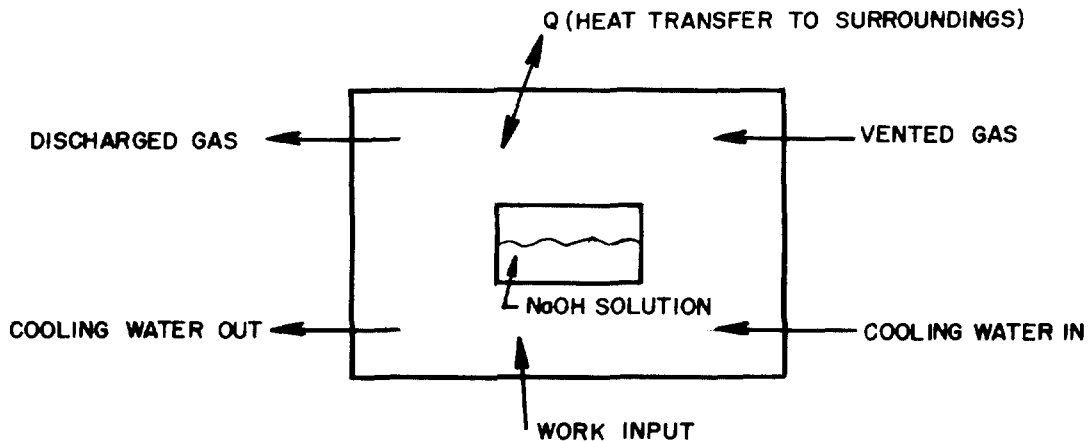 Q (HEAT TRANSFER TO SURROUNDINGS)
DISCHARGED GAS
VENTED GAS
NaOH SOLUTION
COOLING WATER OUT
COOLING WATER IN
WORK INPUT